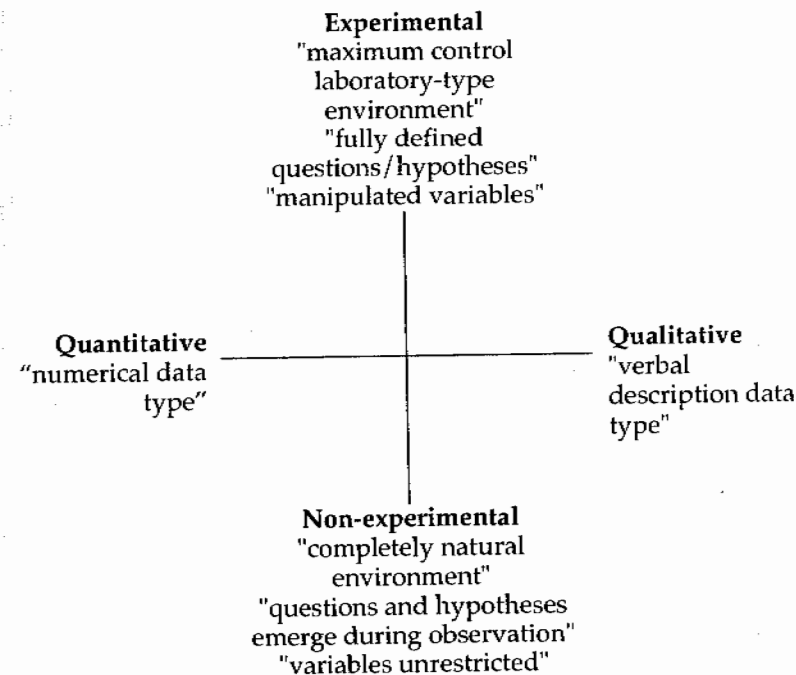 Experimental
"maximum control
laboratory-type
environment"
"fully defined
questions/hypotheses"
"manipulated variables"
Quantitative
"numerical data
type"
Qualitative
"verbal
description data
type"
Non-experimental
"completely natural
environment"
"questions and hypotheses
emerge during observation"
"variables unrestricted"